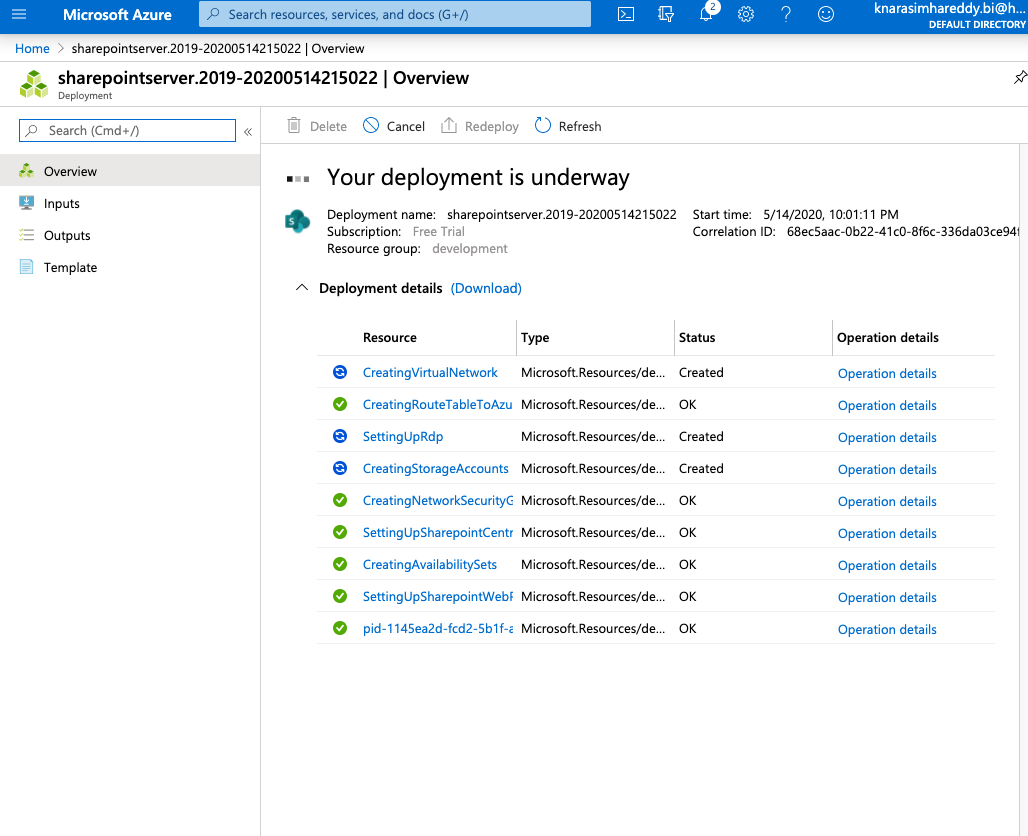 Microsoft Azure
Search resources, services, and docs (G+/)
2
knarasimhareddy.bi@h...
DEFAULT DIRECTORY
Home > sharepointserver.2019-20200514215022 | Overview
sharepointserver.2019-20200514215022 | Overview
Deployment
Search (Cmd+/)
«
Overview
Inputs
Outputs
Template
Delete Cancel Redeploy Refresh
Your deployment is underway
Deployment name: sharepointserver.2019-20200514215022 Start time: 5/14/2020, 10:01:11 PM
Subscription: Free Trial Correlation ID: 68ec5aac-0b22-41c0-8f6c-336da03ce94f
Resource group: development
Deployment details (Download)
Resource Type Status Operation details
CreatingVirtualNetwork Microsoft.Resources/de... Created Operation details
CreatingRouteTableToAzu Microsoft.Resources/de... OK Operation details
SettingUpRdp Microsoft.Resources/de... Created Operation details
CreatingStorageAccounts Microsoft.Resources/de... Created Operation details
CreatingNetworkSecurityG Microsoft.Resources/de... OK Operation details
SettingUpSharepointCentr Microsoft.Resources/de... OK Operation details
CreatingAvailabilitySets Microsoft.Resources/de... OK Operation details
SettingUpSharepointWebF Microsoft.Resources/de... OK Operation details
pid-1145ea2d-fcd2-5b1f-a Microsoft.Resources/de... OK Operation details